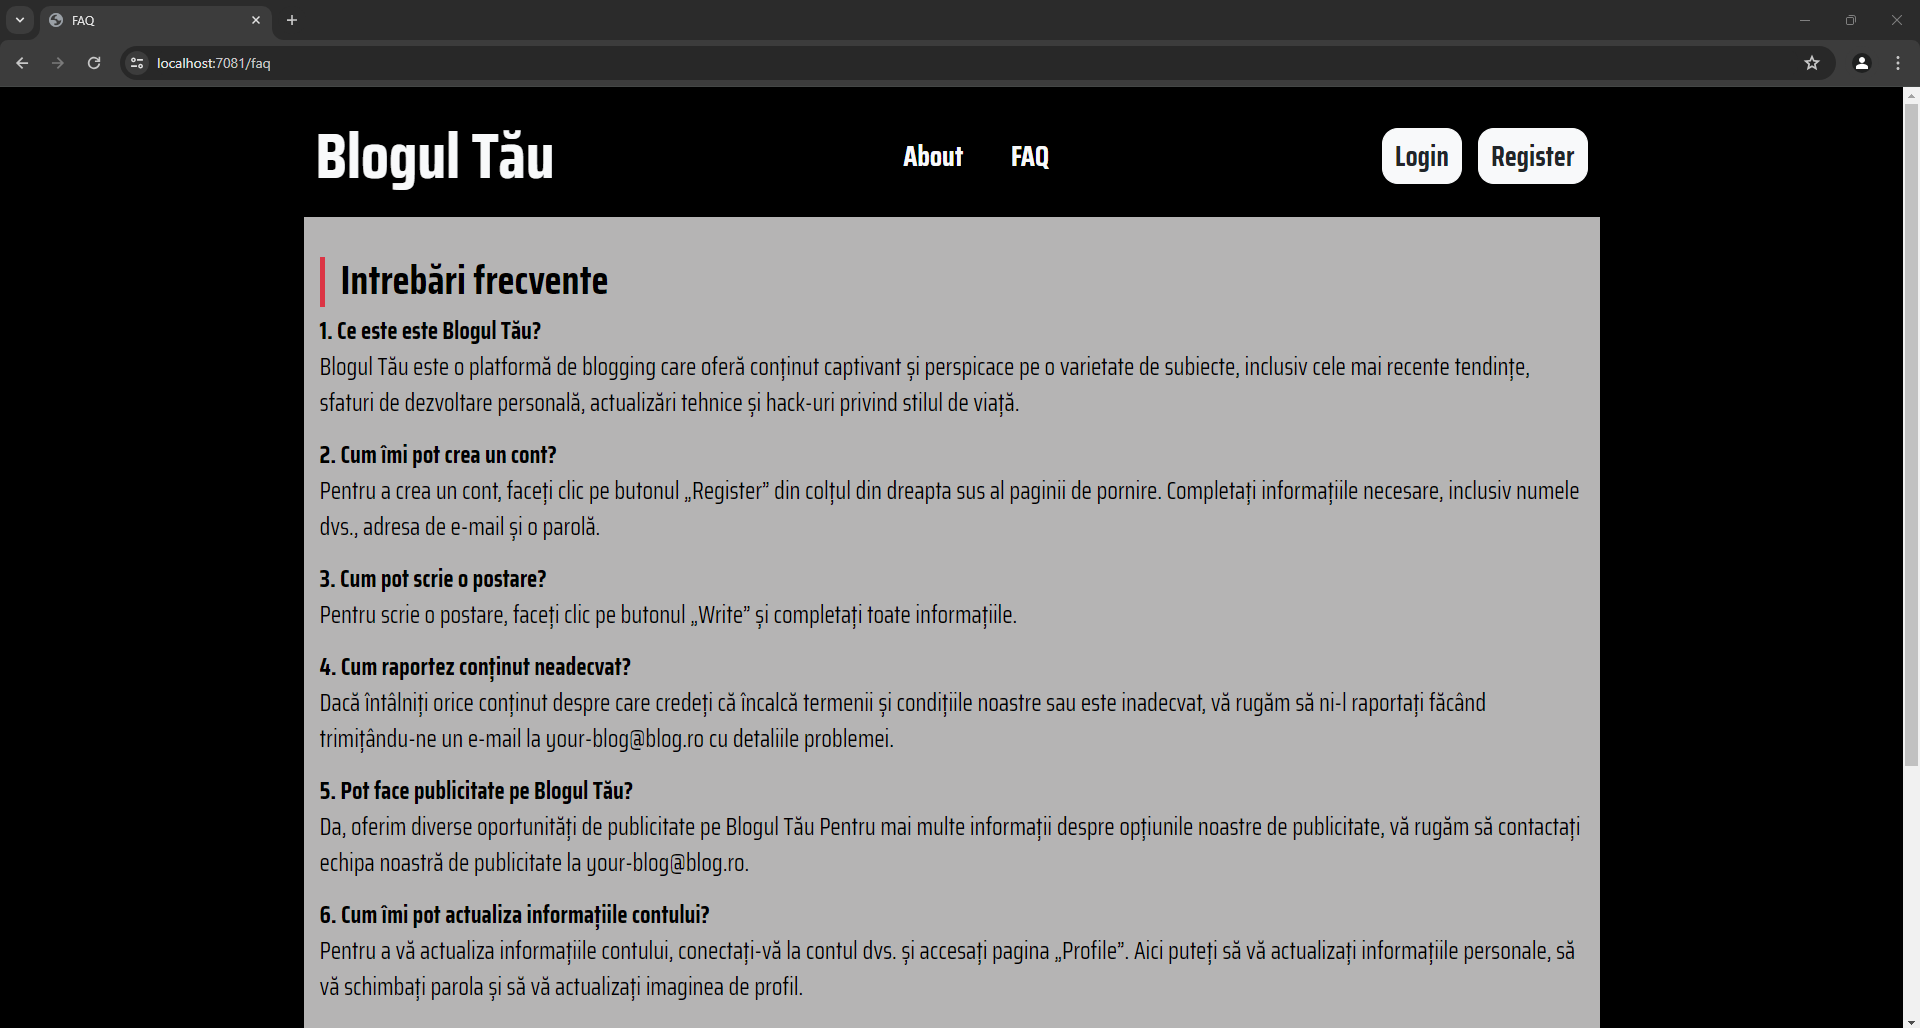 FAQ
localhost:7081/faq
Blogul Tău
About
FAQ
Login
Register
Intrebări frecvente
1. Ce este este Blogul Tău?
Blogul Tău este o platformă de blogging care oferă conținut captivant și perspicace pe o varietate de subiecte, inclusiv cele mai recente tendințe,
sfaturi de dezvoltare personală, actualizări tehnice și hack-uri privind stilul de viață.
2. Cum îmi pot crea un cont?
Pentru a crea un cont, faceți clic pe butonul „Register” din colțul din dreapta sus al paginii de pornire. Completați informațiile necesare, inclusiv numele
dvs., adresa de e-mail și o parolă.
3. Cum pot scrie o postare?
Pentru scrie o postare, faceți clic pe butonul „Write” și completați toate informațiile.
4. Cum raportez conținut neadecvat?
Dacă întâlniți orice conținut despre care credeți că încalcă termenii și condițiile noastre sau este inadecvat, vă rugăm să ni-l raportați făcând
trimițându-ne un e-mail la your-blog@blog.ro cu detaliile problemei.
5. Pot face publicitate pe Blogul Tău?
Da, oferim diverse oportunități de publicitate pe Blogul Tău Pentru mai multe informații despre opțiunile noastre de publicitate, vă rugăm să contactați
echipa noastră de publicitate la your-blog@blog.ro.
6. Cum îmi pot actualiza informațiile contului?
Pentru a vă actualiza informațiile contului, conectați-vă la contul dvs. și accesați pagina „Profile”. Aici puteți să vă actualizați informațiile personale, să
vă schimbați parola și să vă actualizați imaginea de profil.